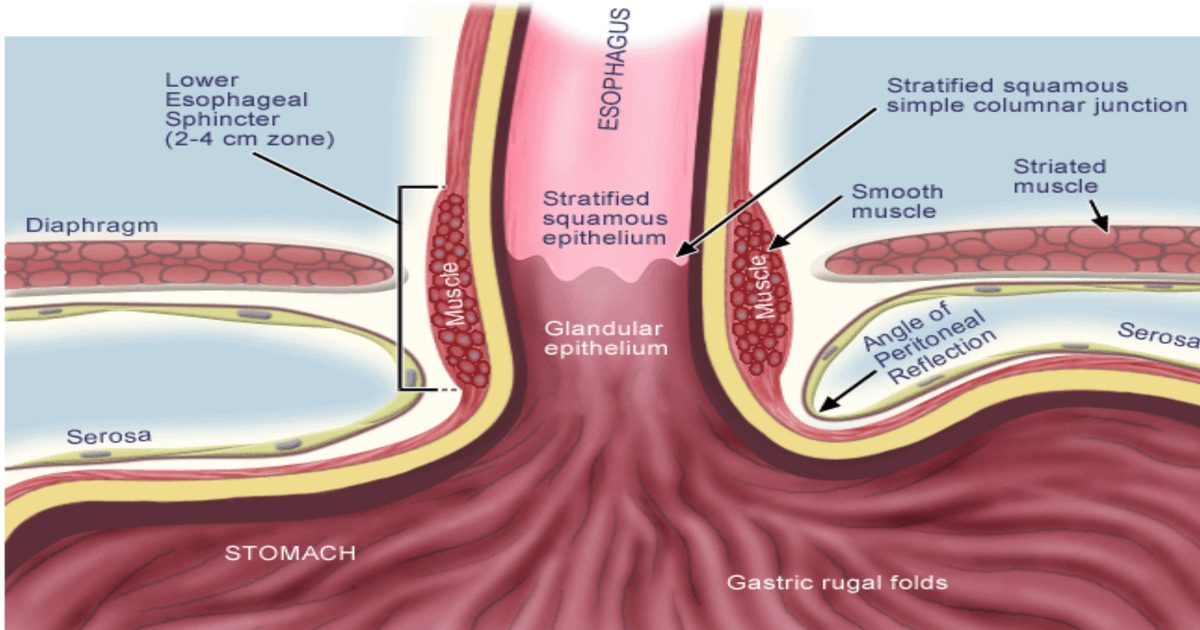 ESOPHAGUS
Lower
Esophageal
Sphincter
(2-4 cm zone)
Stratified squamous
simple columnar junction
Striated
muscle
Smooth
muscle
Stratified
squamous
epithelium
Diaphragm
Muscle
Muscle
Glandular
epithelium
Angle of
Peritoneal
Reflection
Serosa
Serosa
STOMACH
Gastric rugal folds